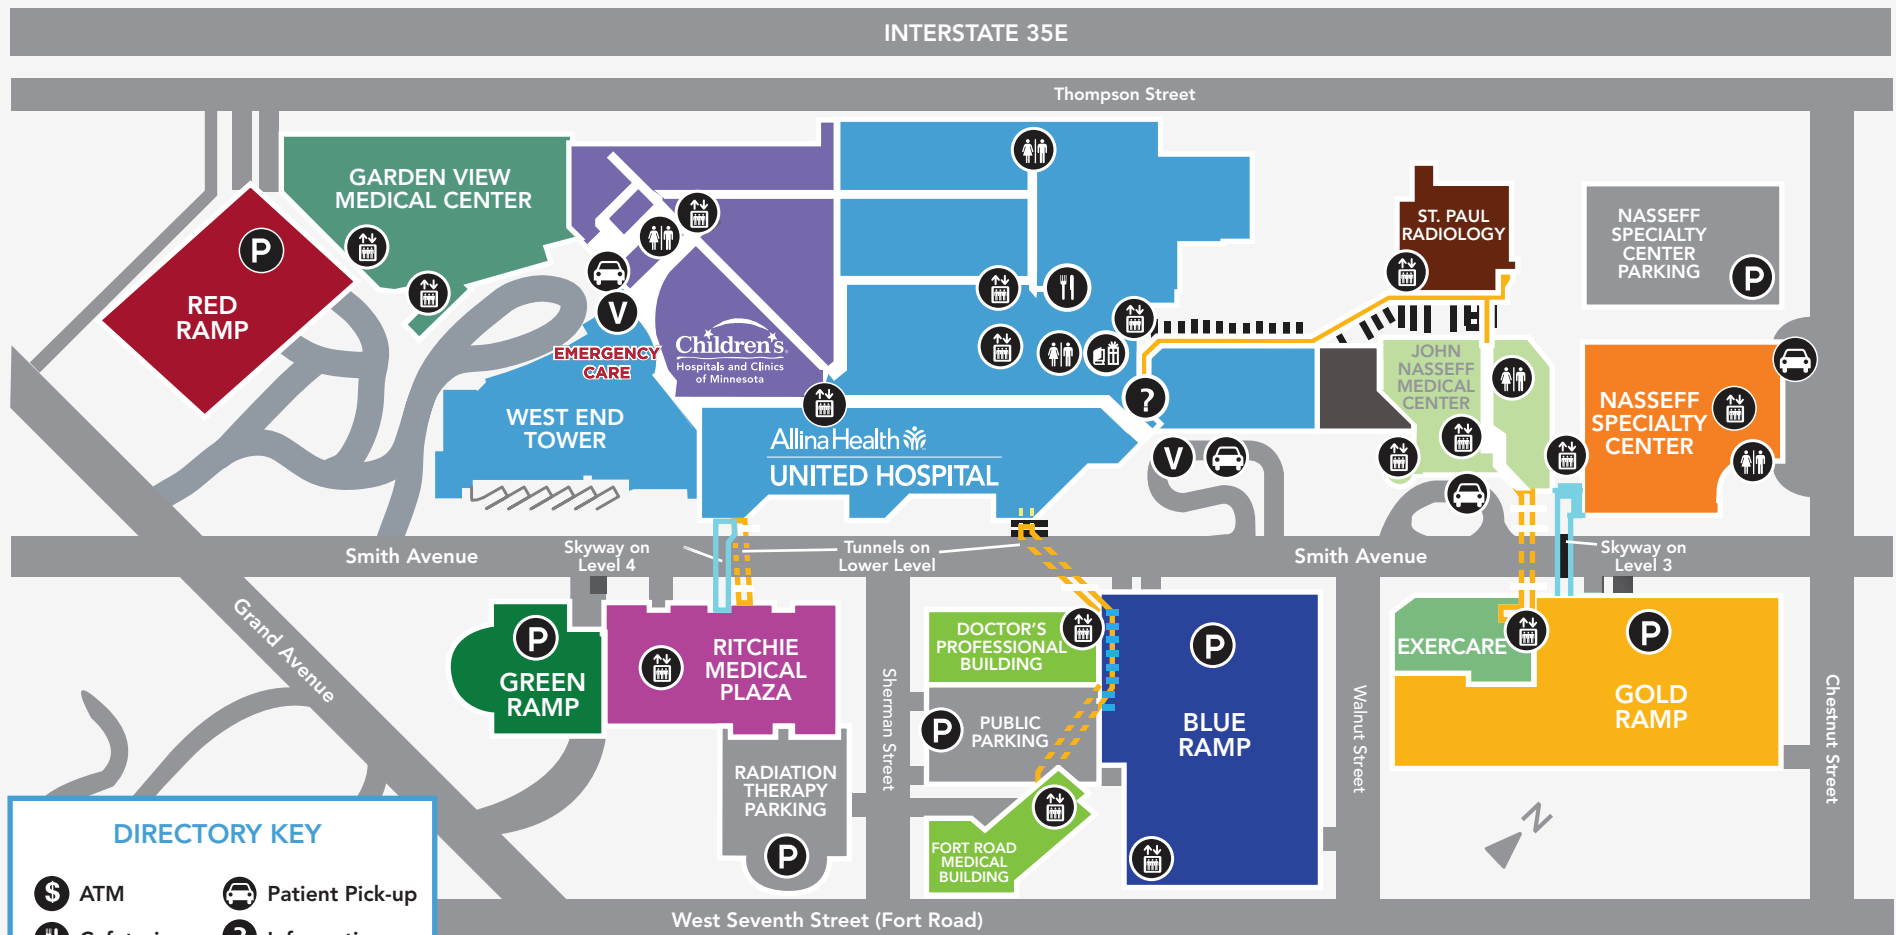 INTERSTATE 35E
Thompson Street
GARDEN VIEW
MEDICAL CENTER
P
RED
RAMP
V
EMERGENCY
CARE
Children's
Hospitals and Clinics
of Minnesota
WEST END
TOWER
Allina Health
UNITED HOSPITAL
?
V
ST. PAUL
RADIOLOGY
NASSEFF
SPECIALTY
CENTER
PARKING
P
JOHN
NASSEFF
MEDICAL
CENTER
NASSEFF
SPECIALTY
CENTER
Smith Avenue
Skyway on
Level 4
Tunnels on
Lower Level
Smith Avenue
Skyway on
Level 3
Grand Avenue
P
GREEN
RAMP
RITCHIE
MEDICAL
PLAZA
RADIATION
THERAPY
PARKING
P
Sherman Street
DOCTOR'S
PROFESSIONAL
BUILDING
P
PUBLIC
PARKING
FORT ROAD
MEDICAL
BUILDING
P
BLUE
RAMP
Walnut Street
EXERCARE
P
GOLD
RAMP
Chestnut Street
N
DIRECTORY KEY
$ ATM
Patient Pick-up
West Seventh Street (Fort Road)